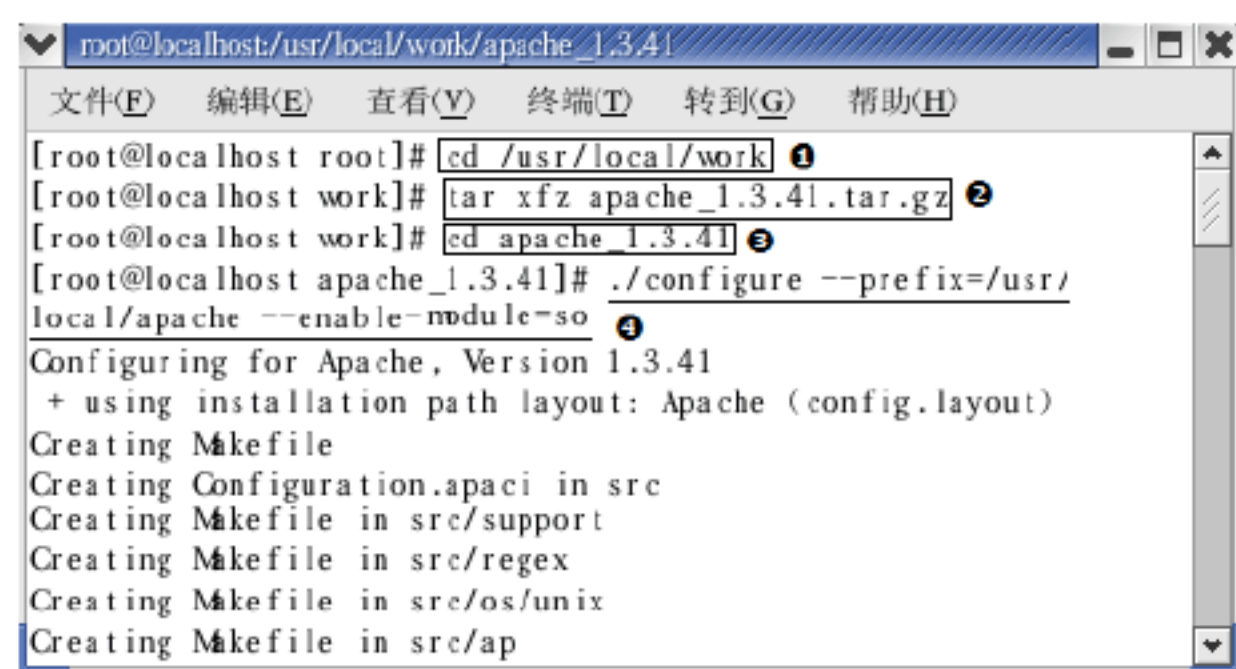 root@localhost:/usr/local/work/apache_1.3.41
文件(F) 编辑(E) 查看(V) 终端(T) 转到(G) 帮助(H)
[root@localhost root]# cd /usr/local/work ❶
[root@localhost work]# tar xfz apache_1.3.41.tar.gz ❷
[root@localhost work]# cd apache_1.3.41 ❸
[root@localhost apache_1.3.41]# ./configure --prefix=/usr/
local/apache --enable-module=so ❹
Configuring for Apache, Version 1.3.41
+ using installation path layout: Apache (config.layout)
Creating Makefile
Creating Configuration.apaci in src
Creating Makefile in src/support
Creating Makefile in src/regex
Creating Makefile in src/os/unix
Creating Makefile in src/ap